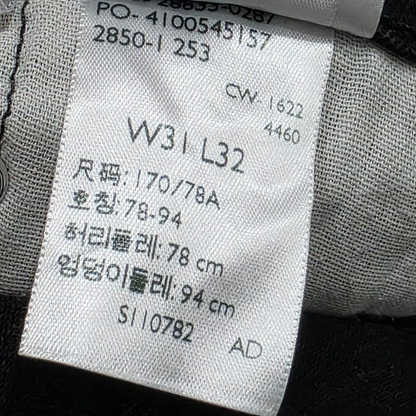 PO- 4100545157
2850-1 253
CW- 1622
4460
W31 L32
尺码: 170/78A
호칭: 78-94
허리둘레: 78 cm
엉덩이둘레: 94 cm
S110782
AD